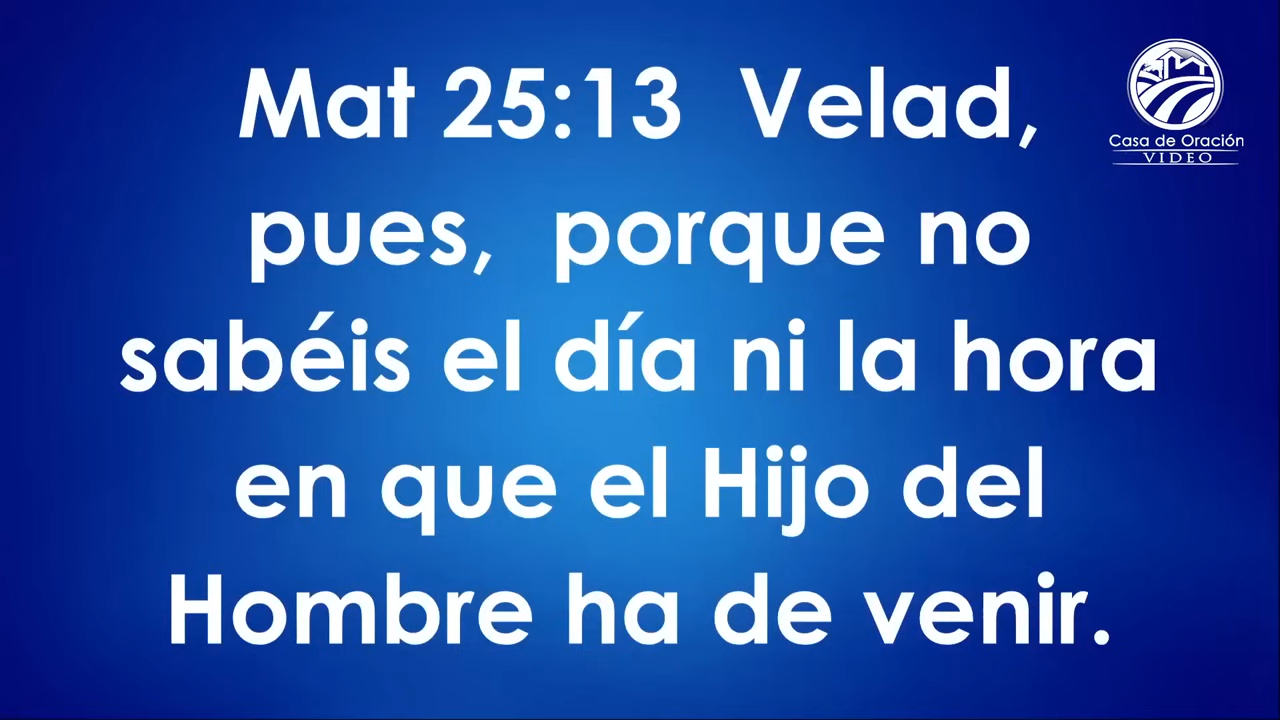 Mat 25:13  Velad,
pues,  porque no
sabéis el día ni la hora
en que el Hijo del
Hombre ha de venir.
Casa de Oración
VIDEO